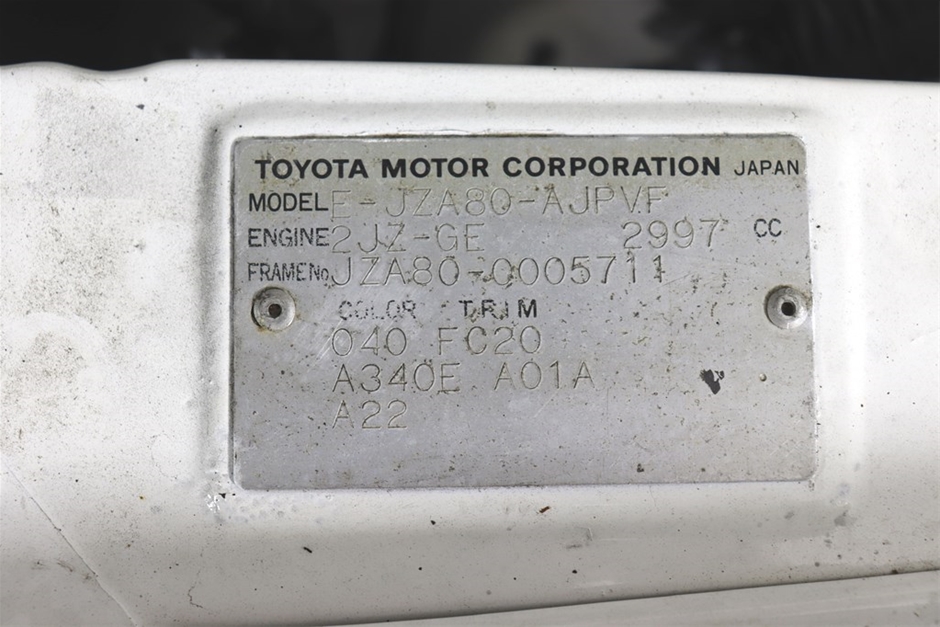 TOYOTA MOTOR CORPORATION JAPAN
MODEL E-JZA80-AJPVF
ENGINE 2JZ-GE 2997 CC
FRAME No. JZA80-0005711
COLOR TRIM
040 FC20
A340E A01A
A22